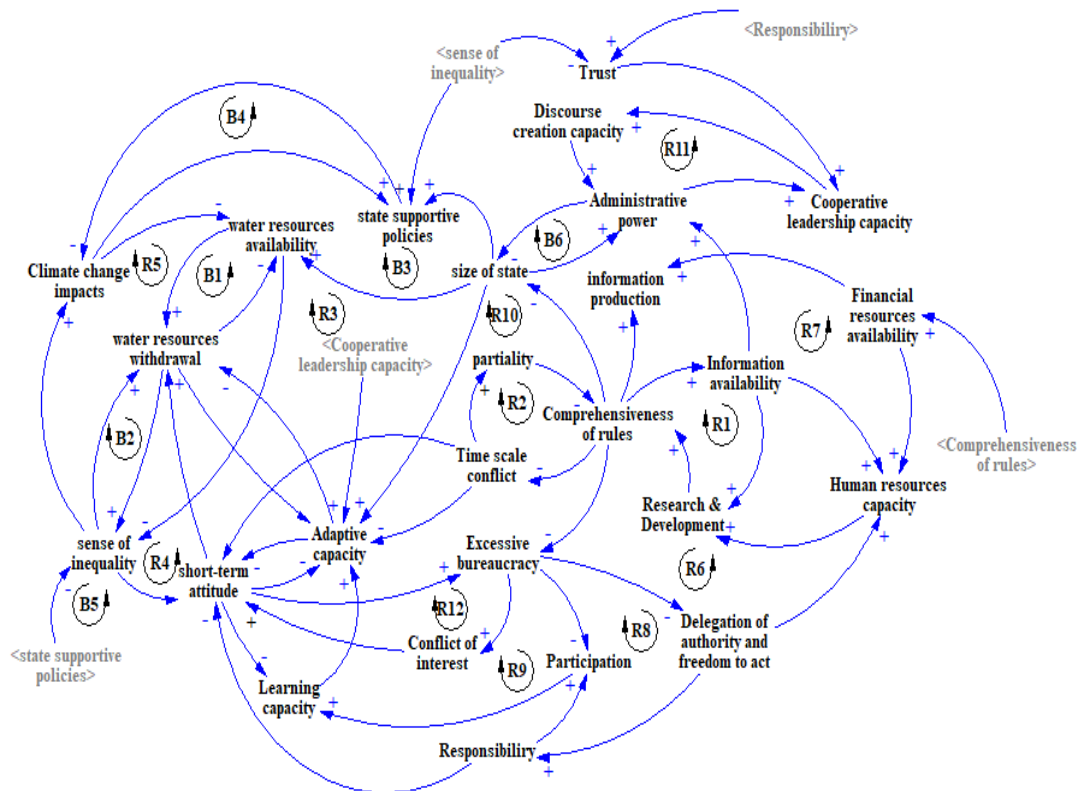 <Responsibiliry>
<sense of
inequality>
Trust
Discourse
creation capacity
B4
R11
Administrative
power
Cooperative
leadership capacity
state supportive
policies
water resources
availability
B6
Climate change
impacts
R5
B1
B3
size of state
information
production
Financial
resources
availability
R3
R10
R7
<Cooperative
leadership capacity>
water resources
withdrawal
partiality
Information
availability
R2
Comprehensiveness
of rules
R1
<Comprehensiveness
of rules>
B2
Time scale
conflict
Human resources
capacity
Research &
Development
sense of
inequality
R4
Adaptive
capacity
Excessive
bureaucracy
short-term
attitude
R6
B5
R12
R8
Delegation of
authority and
freedom to act
<state supportive
policies>
Conflict of
interest
R9
Participation
Learning
capacity
Responsibiliry